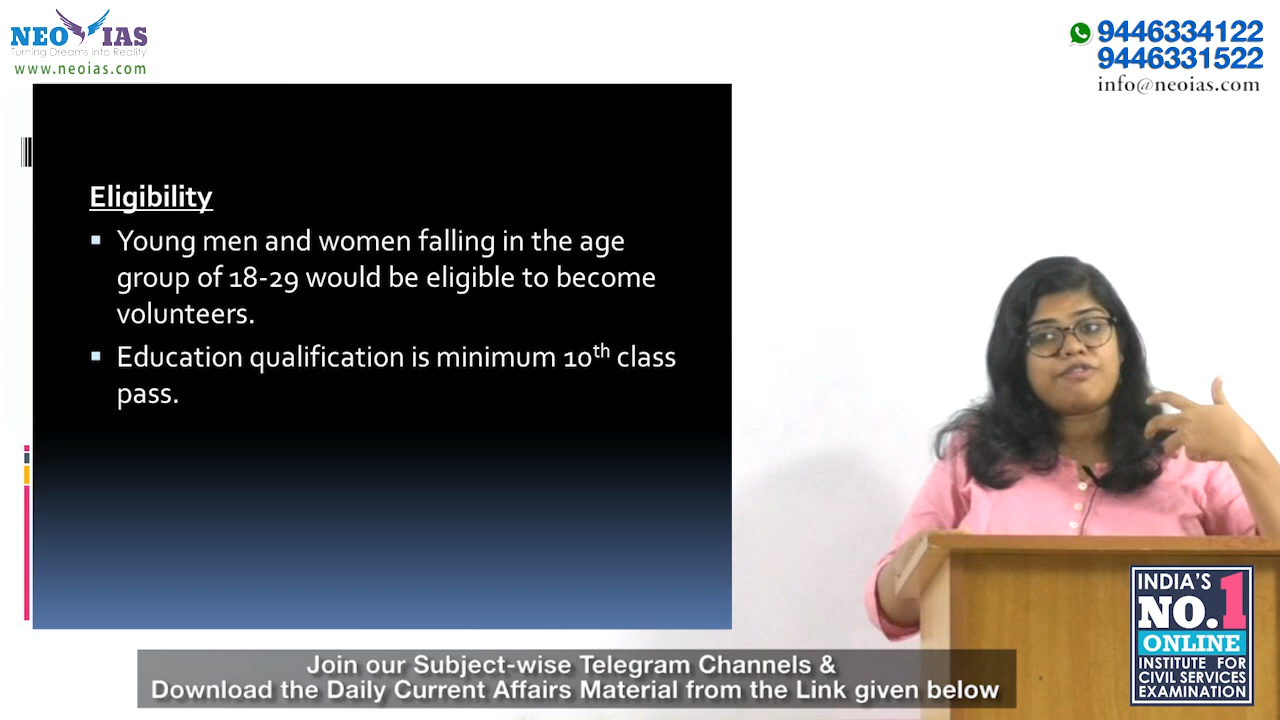 NEO IAS
Turning Dreams into Reality
www.neoias.com
9446334122
9446331522
info@neoias.com
Eligibility
▪ Young men and women falling in the age
group of 18-29 would be eligible to become
volunteers.
▪ Education qualification is minimum 10th class
pass.
INDIA'S
NO.1
ONLINE
INSTITUTE FOR
CIVIL SERVICES
EXAMINATION
Join our Subject-wise Telegram Channels &
Download the Daily Current Affairs Material from the Link given below